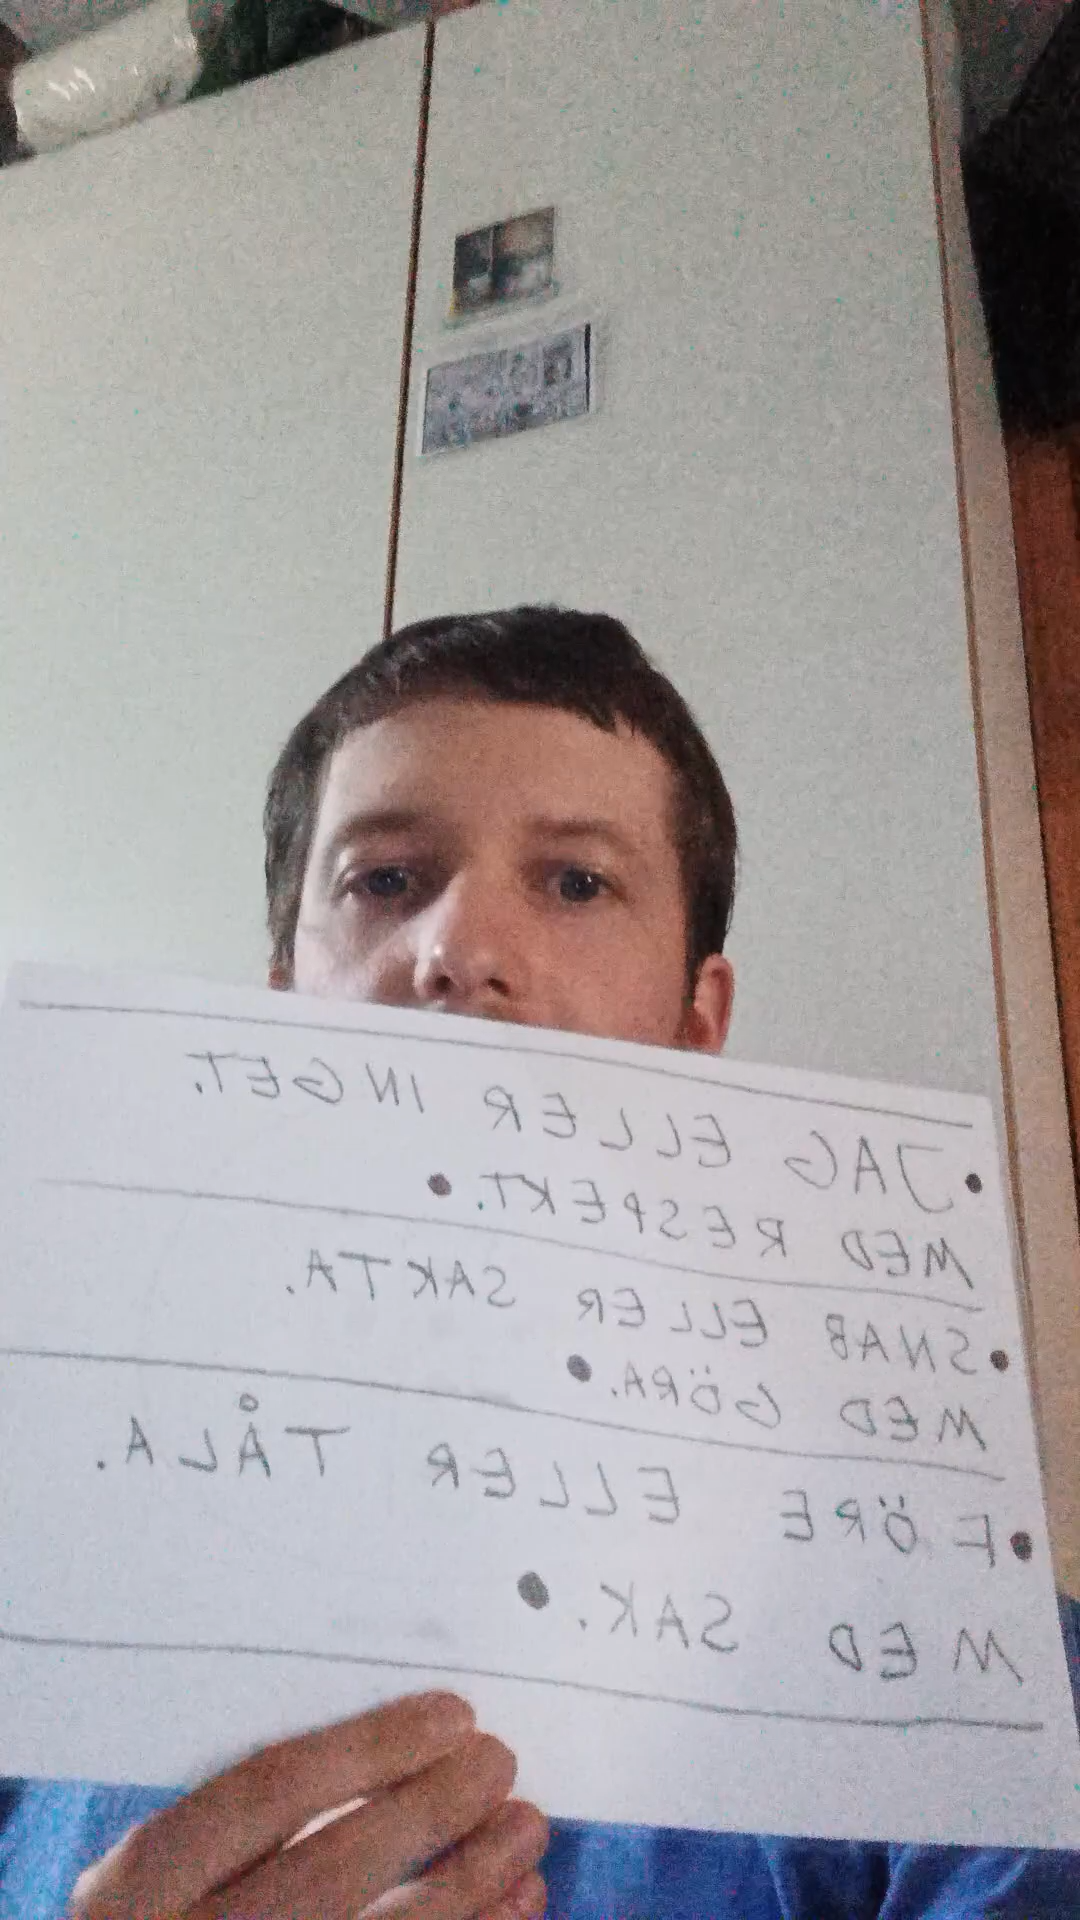 • JAG ELLER INGET.
MED RESPEKT. •
• SNAB ELLER SAKTA.
MED GÖRA. •
• FÖRE ELLER TÅLA.
MED SAK. •